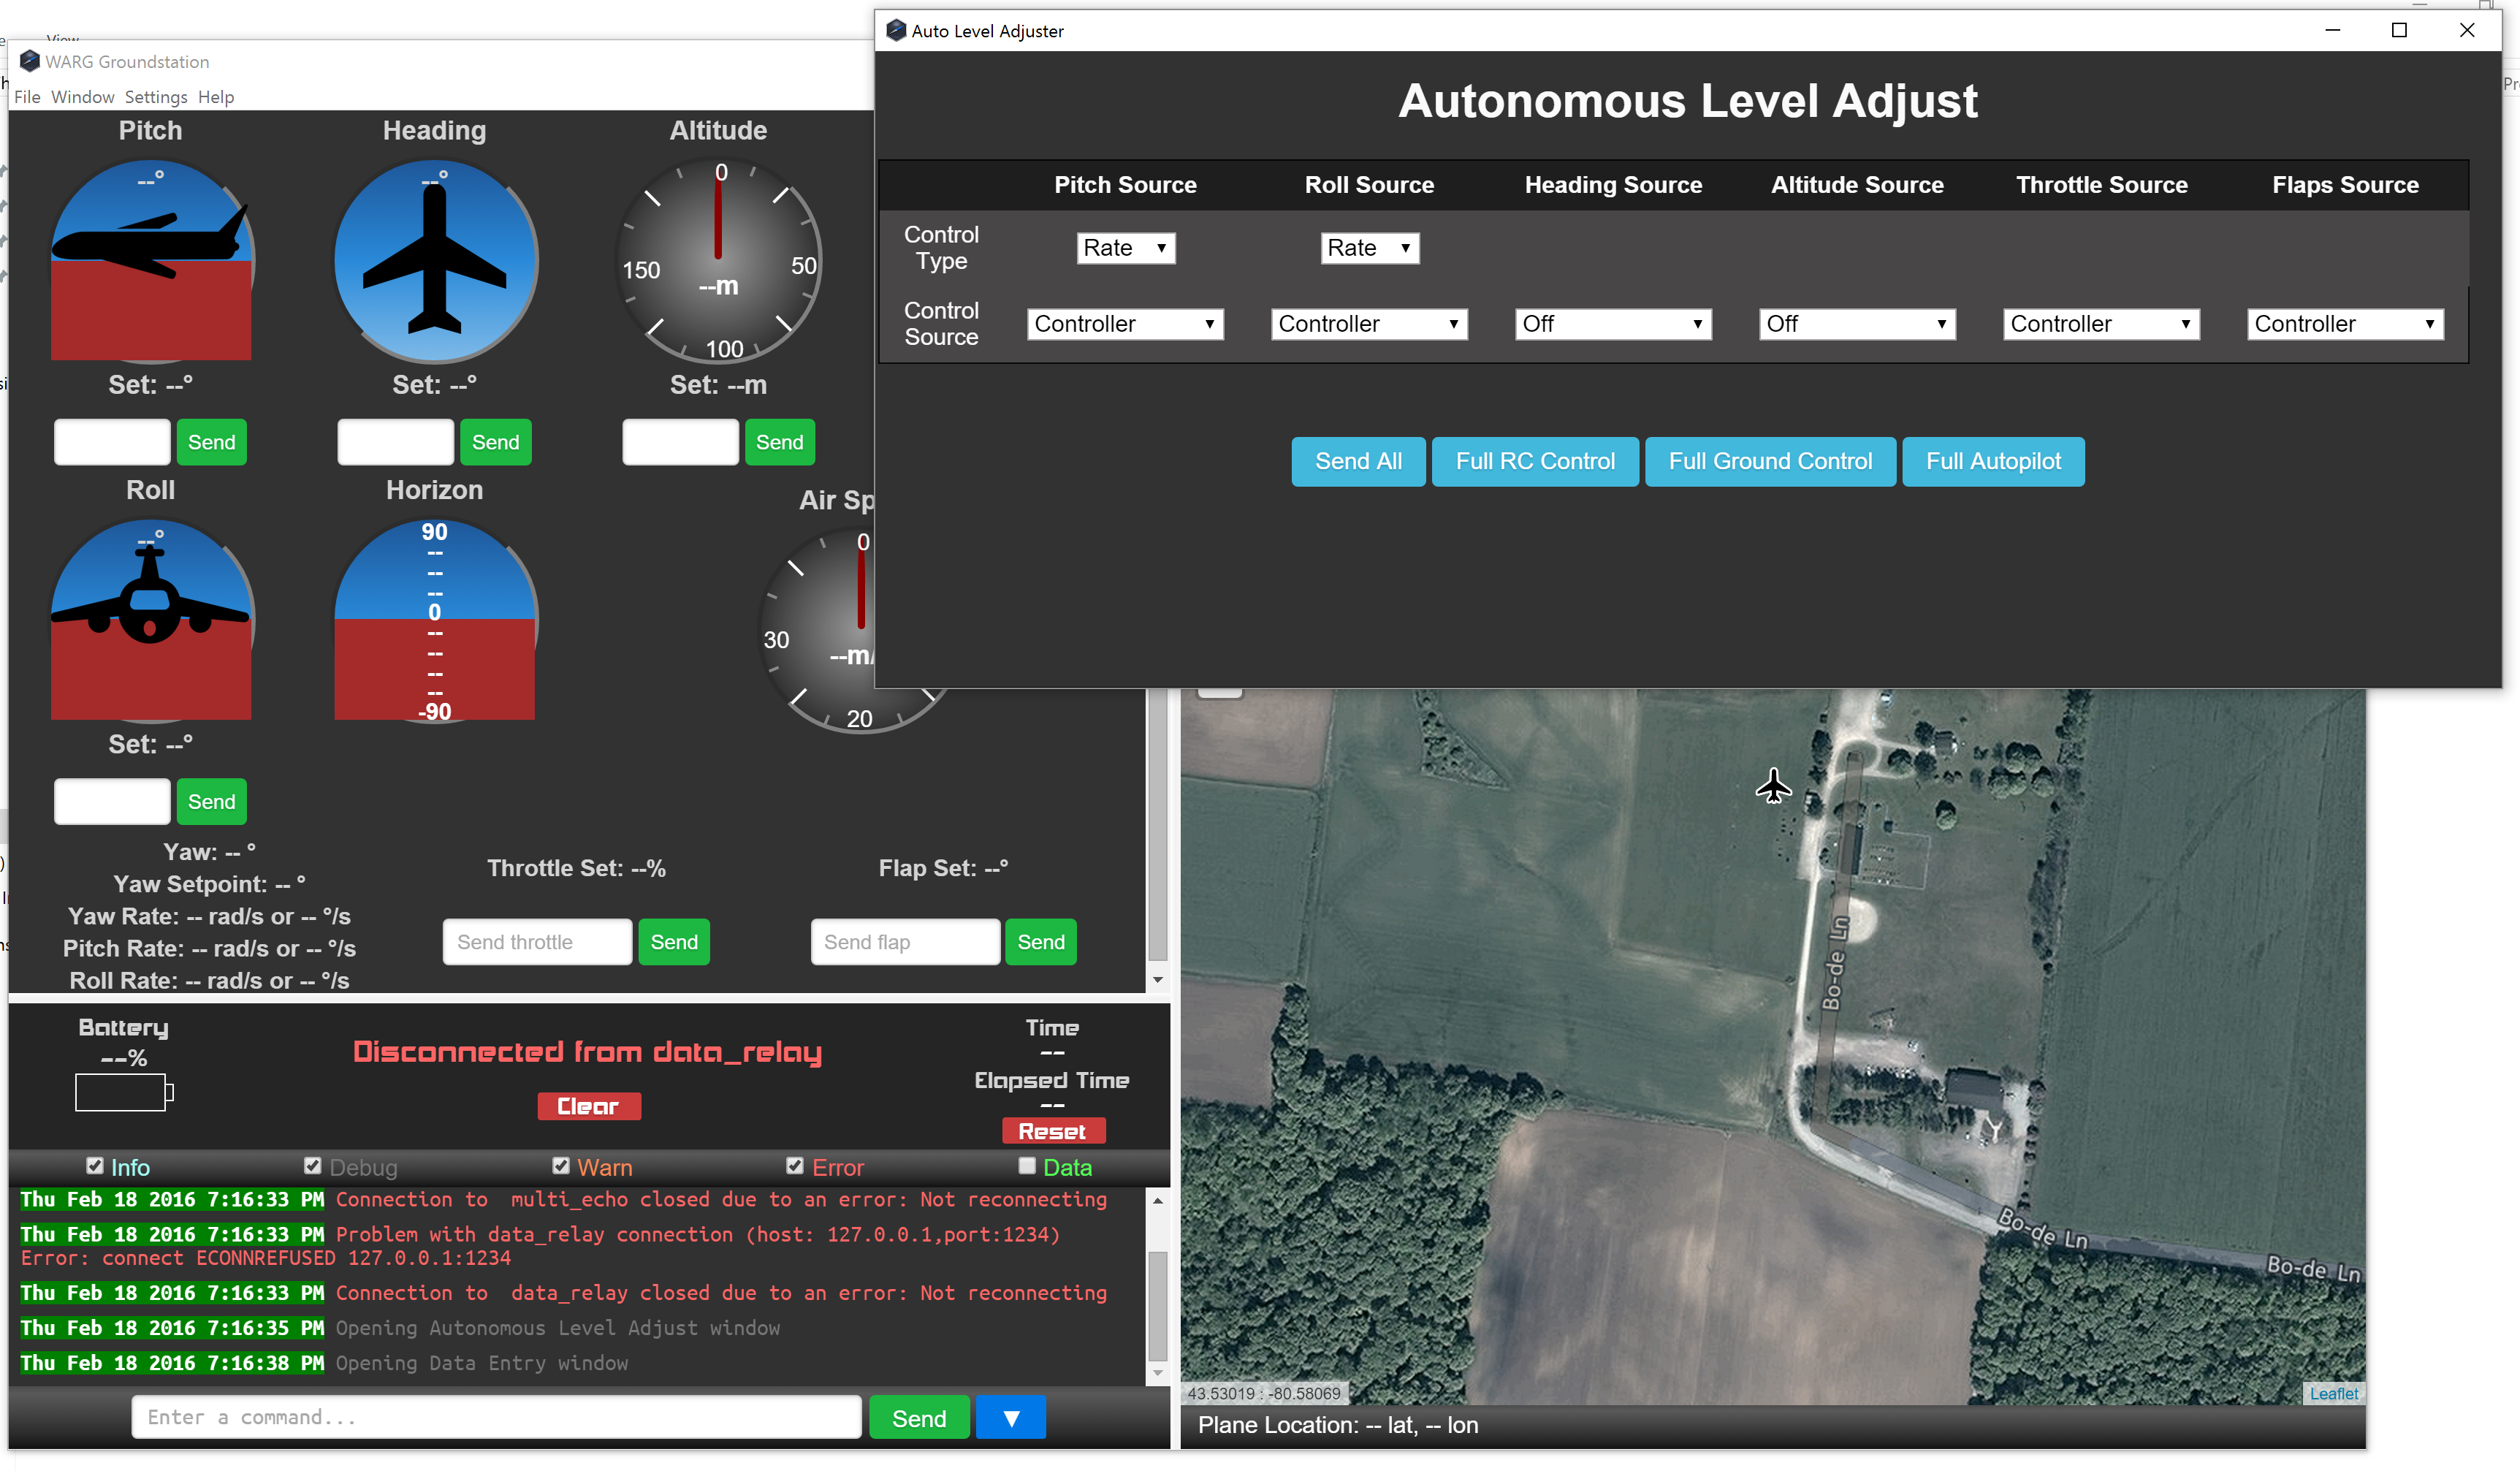 View
WARG Groundstation
File Window Settings Help
Pitch
Heading
Altitude
--°
--°
0
50
100
150
--m
Set: --°
Set: --°
Set: --m
Send
Send
Send
Roll
Horizon
Air Sp
--°
90
--
--
--
0
--
--
--
--
-90
0
30
20
--m/
Set: --°
Send
Yaw: -- °
Yaw Setpoint: -- °
Yaw Rate: -- rad/s or -- °/s
Pitch Rate: -- rad/s or -- °/s
Roll Rate: -- rad/s or -- °/s
Throttle Set: --%
Send throttle
Send
Flap Set: --°
Send flap
Send
Battery
--%
Disconnected from data_relay
Clear
Time
--
Elapsed Time
--
Reset
Info
Debug
Warn
Error
Data
Thu Feb 18 2016 7:16:33 PM Connection to multi_echo closed due to an error: Not reconnecting
Thu Feb 18 2016 7:16:33 PM Problem with data_relay connection (host: 127.0.0.1,port:1234)
Error: connect ECONNREFUSED 127.0.0.1:1234
Thu Feb 18 2016 7:16:33 PM Connection to data_relay closed due to an error: Not reconnecting
Thu Feb 18 2016 7:16:35 PM Opening Autonomous Level Adjust window
Thu Feb 18 2016 7:16:38 PM Opening Data Entry window
Enter a command...
Send
▼
Auto Level Adjuster
Autonomous Level Adjust
Pitch Source
Roll Source
Heading Source
Altitude Source
Throttle Source
Flaps Source
Control
Type
Rate
Rate
Control
Source
Controller
Controller
Off
Off
Controller
Controller
Send All
Full RC Control
Full Ground Control
Full Autopilot
Bo-de Ln
Bo-de Ln
Bo-de Ln
43.53019 : -80.58069
Leaflet
Plane Location: -- lat, -- lon